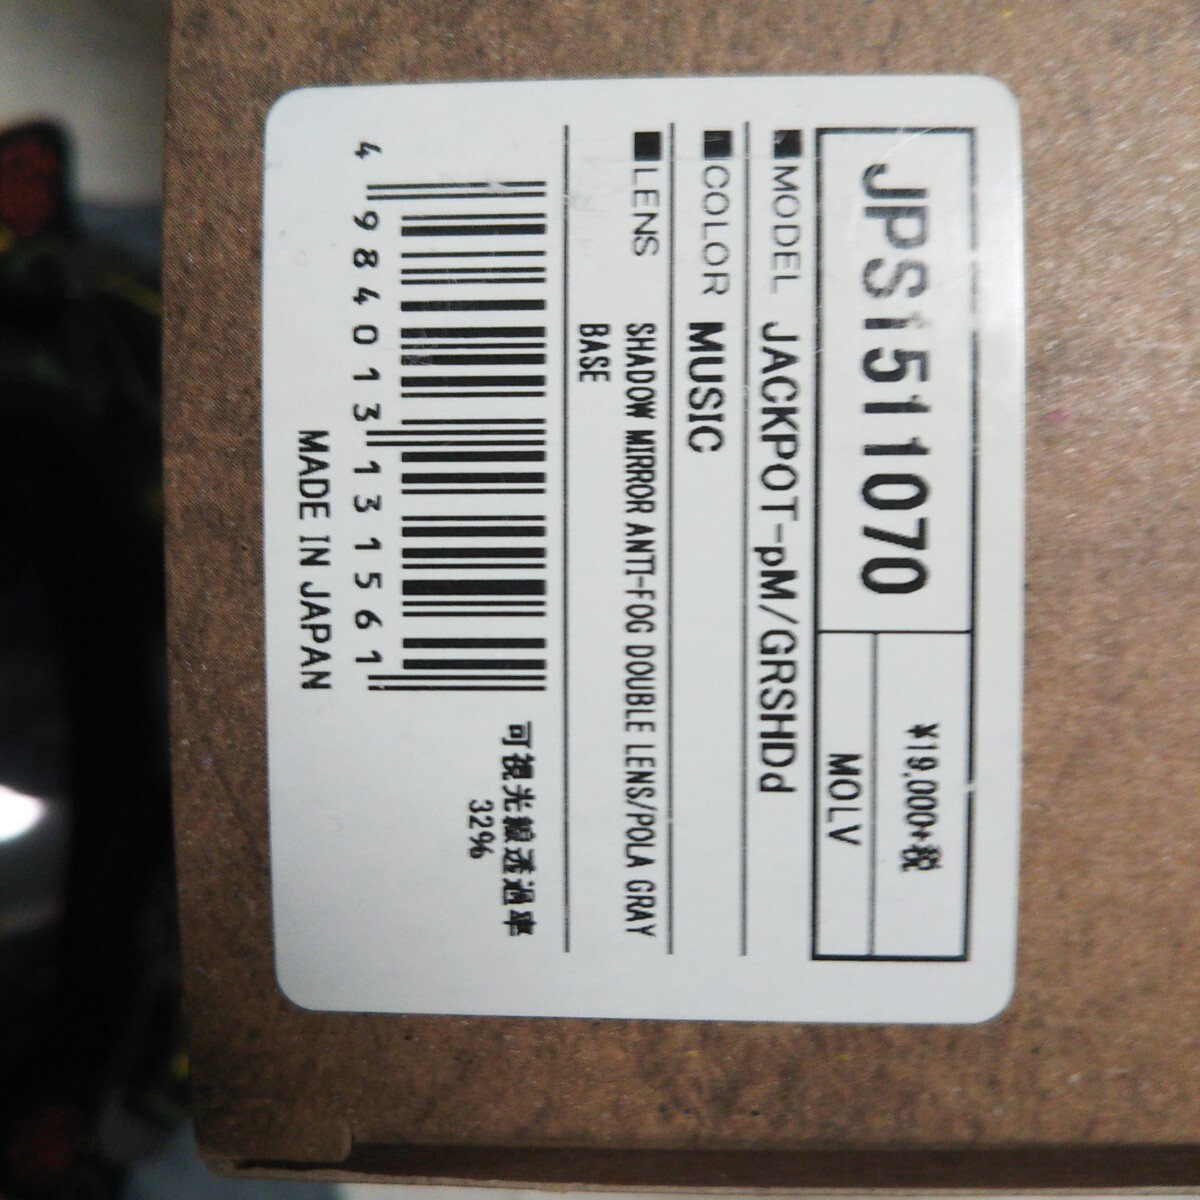 JPS1511070
¥19,000+税
MOLV
■MODEL JACKPOT-pM/GRSHDd
■COLOR MUSIC
■LENS SHADOW MIRROR ANTI-FOG DOUBLE LENS/POLA GRAY
BASE
4 984013 131561
可視光線透過率
32%
MADE IN JAPAN